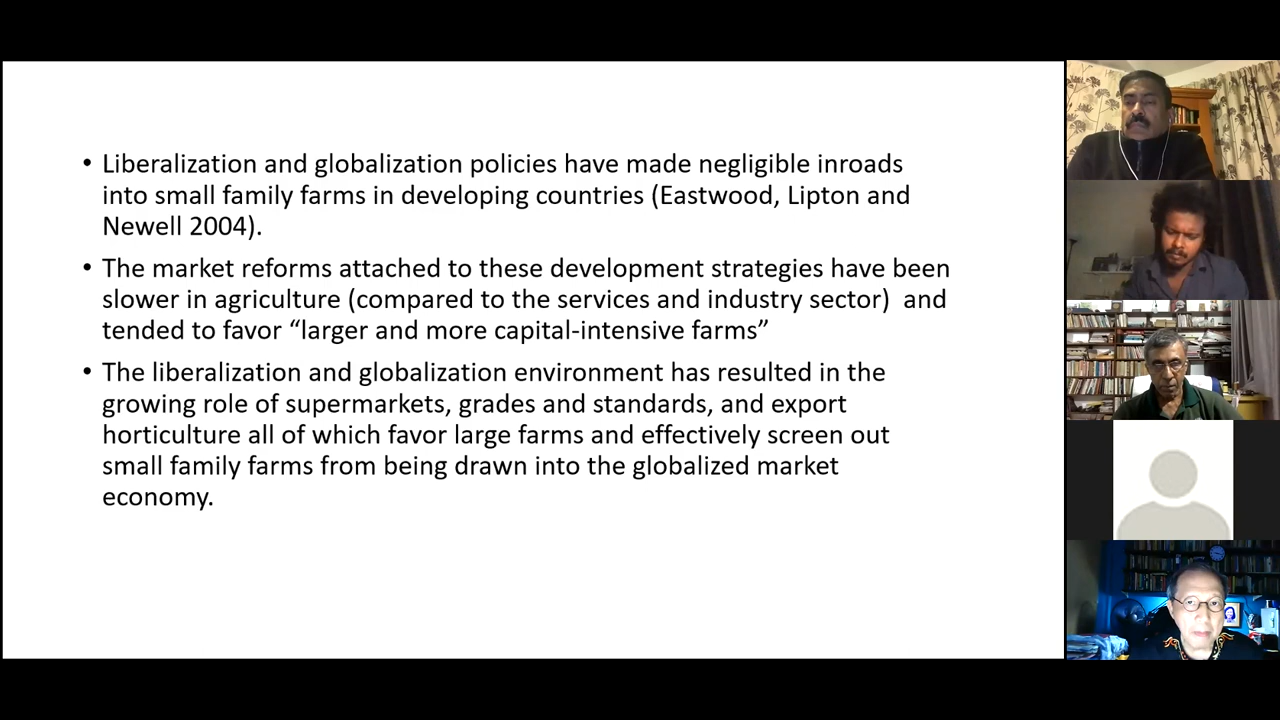 • Liberalization and globalization policies have made negligible inroads
into small family farms in developing countries (Eastwood, Lipton and
Newell 2004).
• The market reforms attached to these development strategies have been
slower in agriculture (compared to the services and industry sector)  and
tended to favor “larger and more capital-intensive farms”
• The liberalization and globalization environment has resulted in the
growing role of supermarkets, grades and standards, and export
horticulture all of which favor large farms and effectively screen out
small family farms from being drawn into the globalized market
economy.